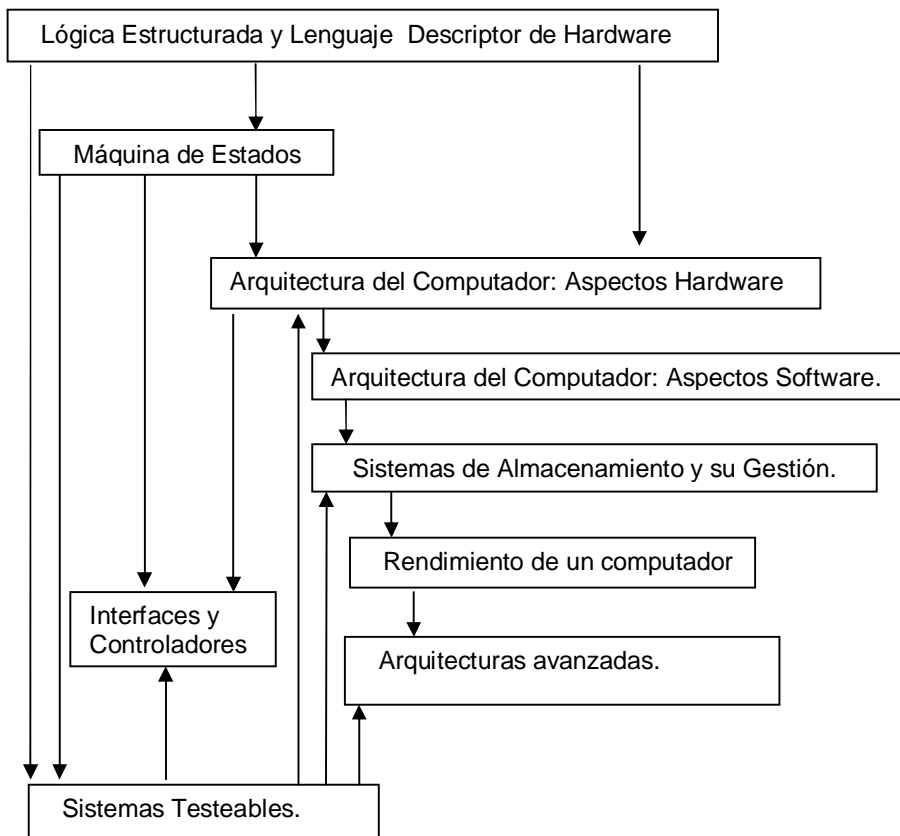 Lógica Estructurada y Lenguaje Descriptor de Hardware
Máquina de Estados
Arquitectura del Computador: Aspectos Hardware
Arquitectura del Computador: Aspectos Software.
Sistemas de Almacenamiento y su Gestión.
Rendimiento de un computador
Interfaces y
Controladores
Arquitecturas avanzadas.
Sistemas Testeables.